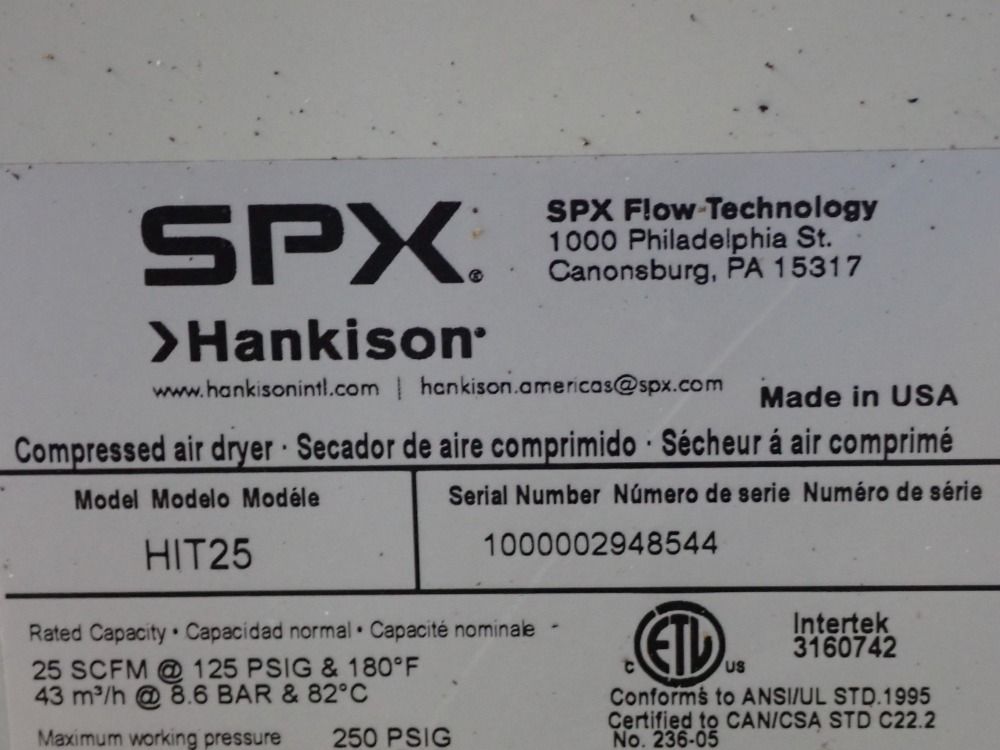 SPX®
SPX Flow Technology
1000 Philadelphia St.
Canonsburg, PA 15317
Hankison
www.hankisonintl.com | hankison.americas@spx.com
Made in USA
Compressed air dryer · Secador de aire comprimido · Sécheur á air comprimé
Model Modelo Modéle
HIT25
Serial Number Número de serie Numéro de série
1000002948544
Rated Capacity • Capacidad normal • Capacité nominale
25 SCFM @ 125 PSIG & 180°F
43 m³/h @ 8.6 BAR & 82°C
Maximum working pressure 250 PSIG
C ETL US
Intertek
3160742
Conforms to ANSI/UL STD.1995
Certified to CAN/CSA STD C22.2
No. 236-05